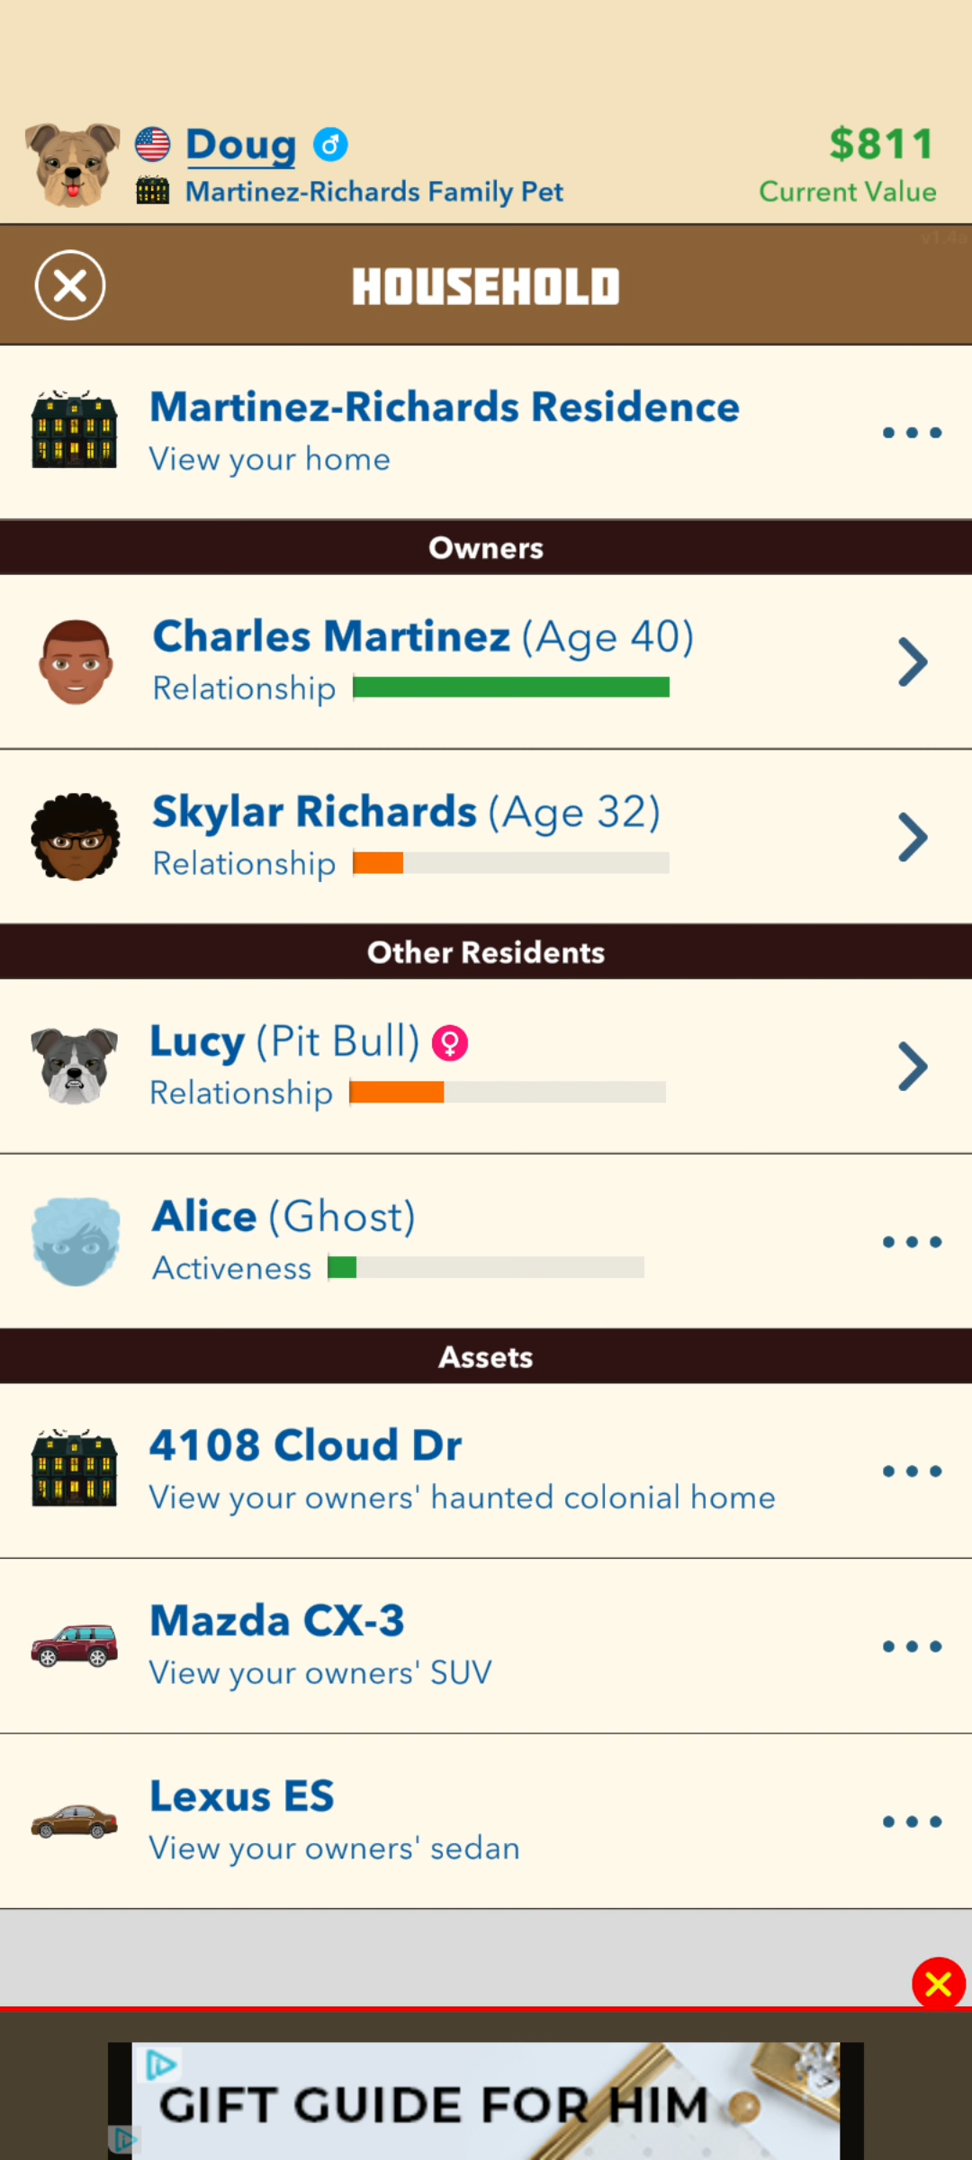 Doug
$811
Martinez-Richards Family Pet
Current Value
v1.4a
HOUSEHOLD
Martinez-Richards Residence
View your home
Owners
Charles Martinez (Age 40)
Relationship
Skylar Richards (Age 32)
Relationship
Other Residents
Lucy (Pit Bull)
Relationship
Alice (Ghost)
Activeness
Assets
4108 Cloud Dr
View your owners' haunted colonial home
Mazda CX-3
View your owners' SUV
Lexus ES
View your owners' sedan
GIFT GUIDE FOR HIM